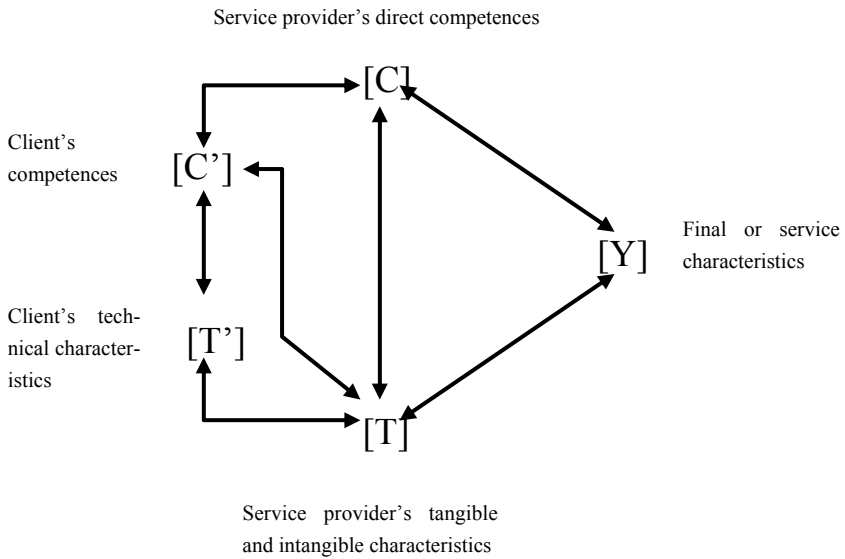 Service provider's direct competences
[C]
Client's
competences
[C’]
Final or service
characteristics
[Y]
Client's tech-
nical character-
istics
[T’]
[T]
Service provider's tangible
and intangible characteristics